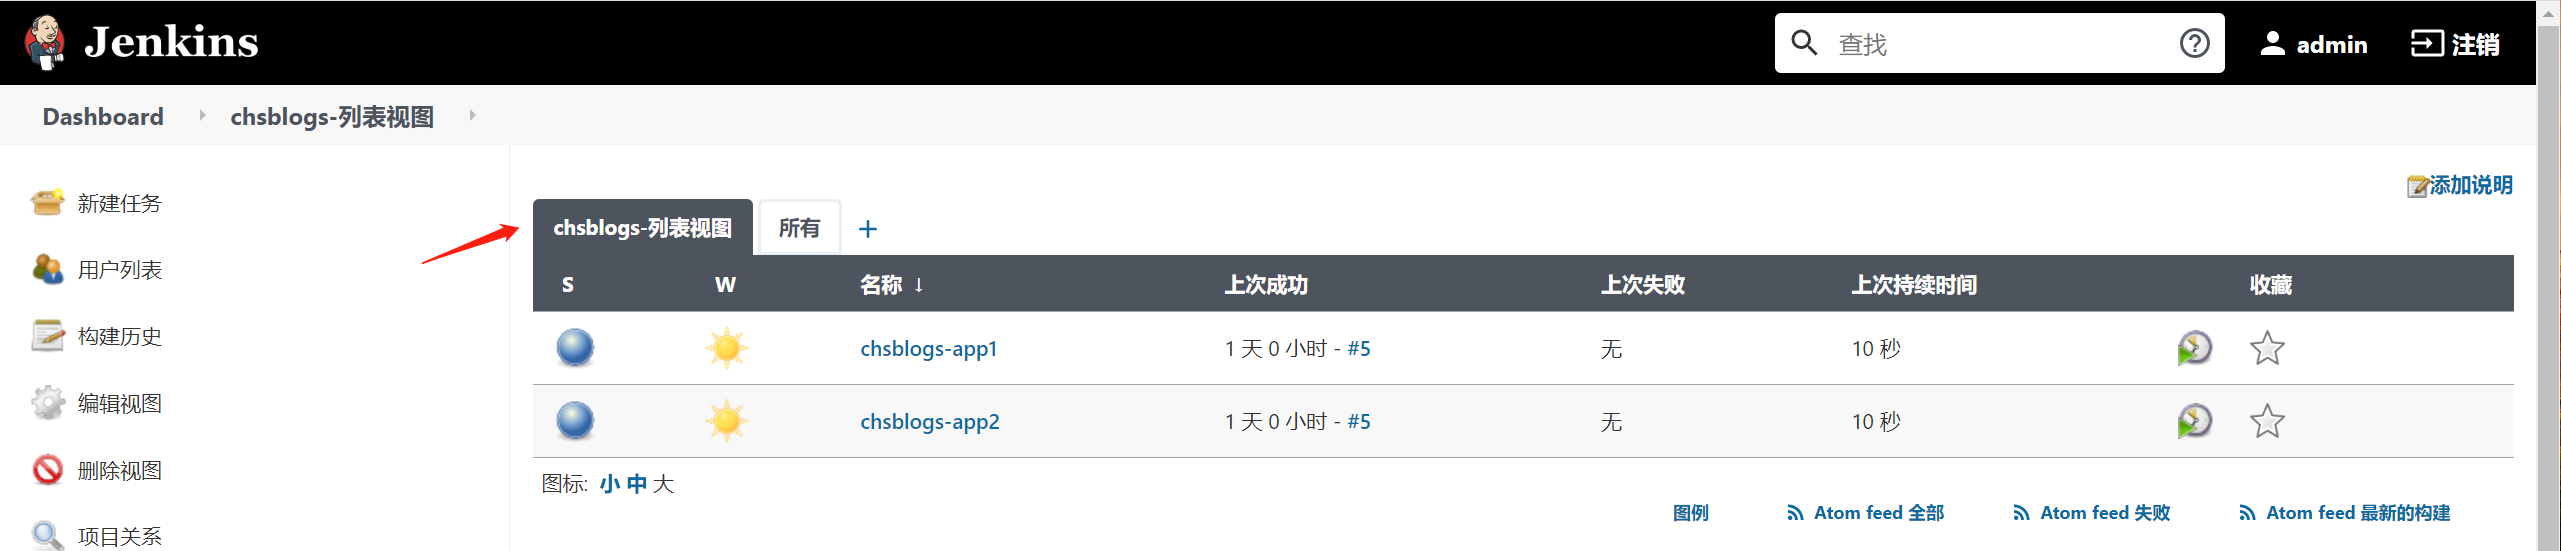 Jenkins
查找
admin
注销
Dashboard
chsblogs-列表视图
新建任务
用户列表
构建历史
编辑视图
删除视图
项目关系
添加说明
chsblogs-列表视图 所有 +
S W 名称 ↓ 上次成功 上次失败 上次持续时间 收藏
chsblogs-app1 1 天 0 小时 - #5 无 10 秒
chsblogs-app2 1 天 0 小时 - #5 无 10 秒
图标: 小 中 大
图例 Atom feed 全部 Atom feed 失败 Atom feed 最新的构建